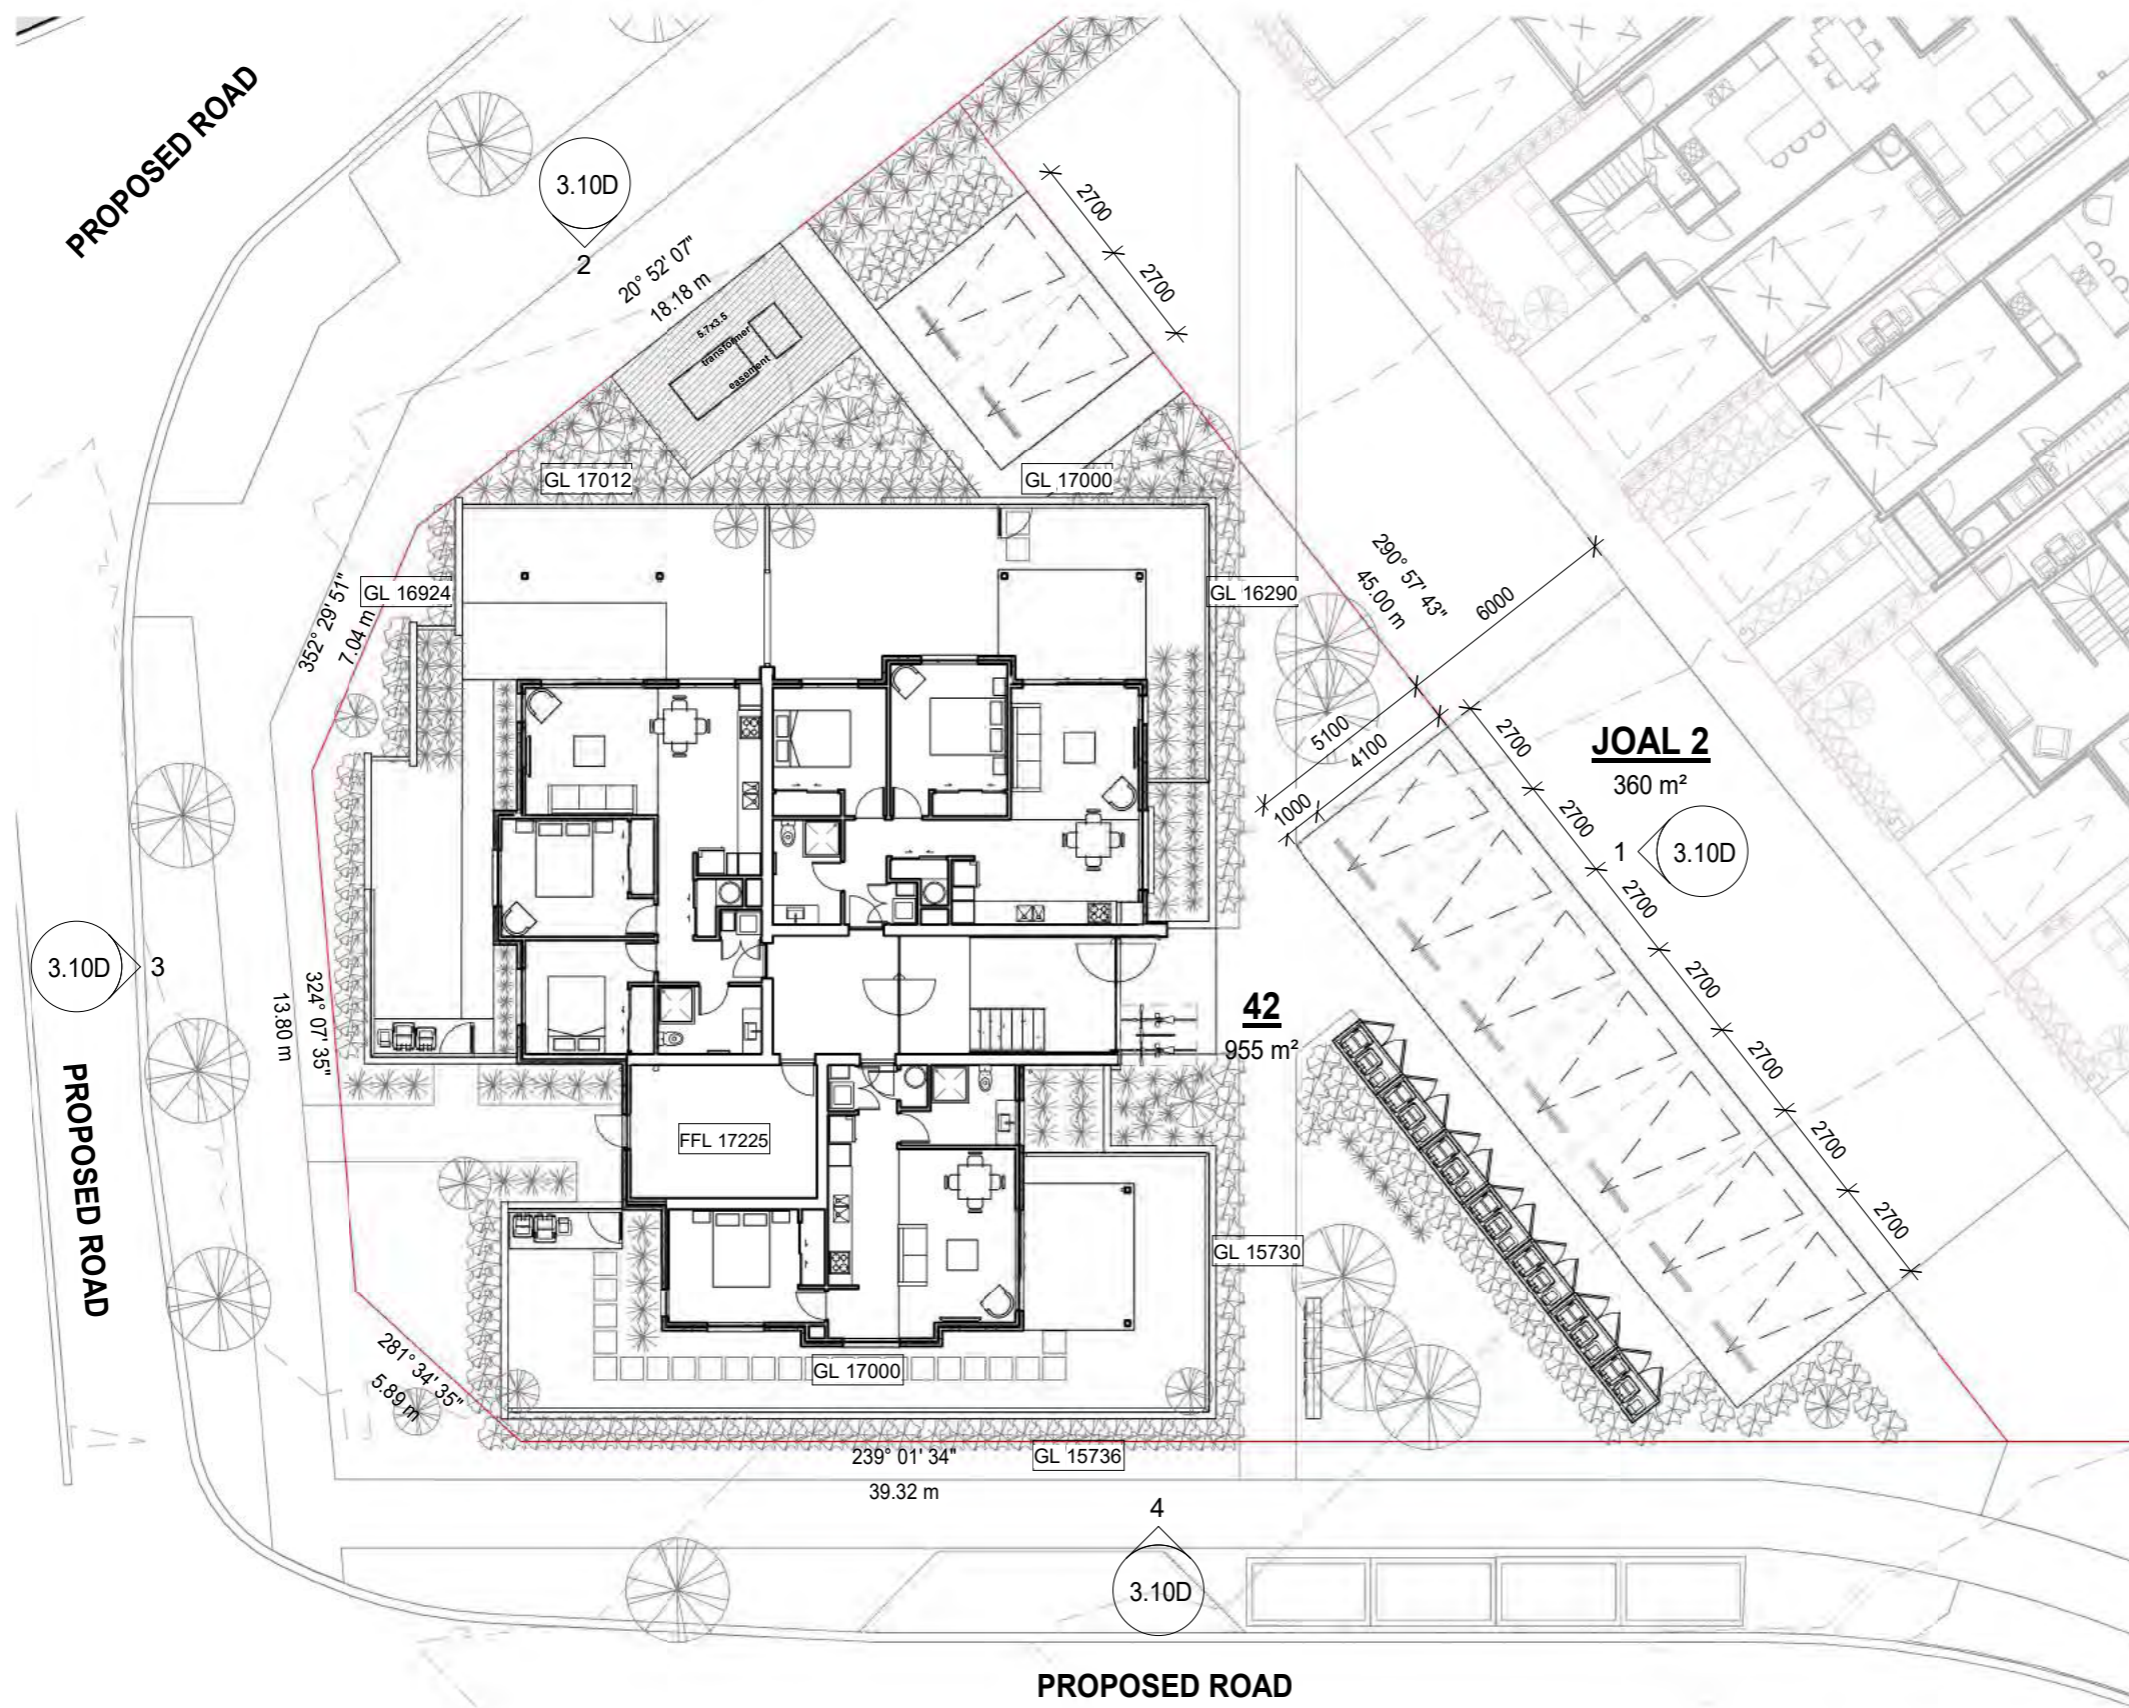 PROPOSED ROAD
3.10D
2
20° 52' 07"
18.18 m
5.7x3.5
transformer
easement
2700
2700
GL 17012
GL 17000
352° 29' 51"
7.04 m
GL 16924
GL 16290
290° 57' 43"
45.00 m
6000
5100
4100
1000
JOAL 2
360 m²
1
3.10D
2700
2700
2700
2700
2700
2700
2700
3.10D
3
324° 07' 35"
13.80 m
42
955 m²
PROPOSED ROAD
FFL 17225
GL 15730
281° 34' 35"
5.89 m
GL 17000
239° 01' 34"
39.32 m
GL 15736
4
3.10D
PROPOSED ROAD